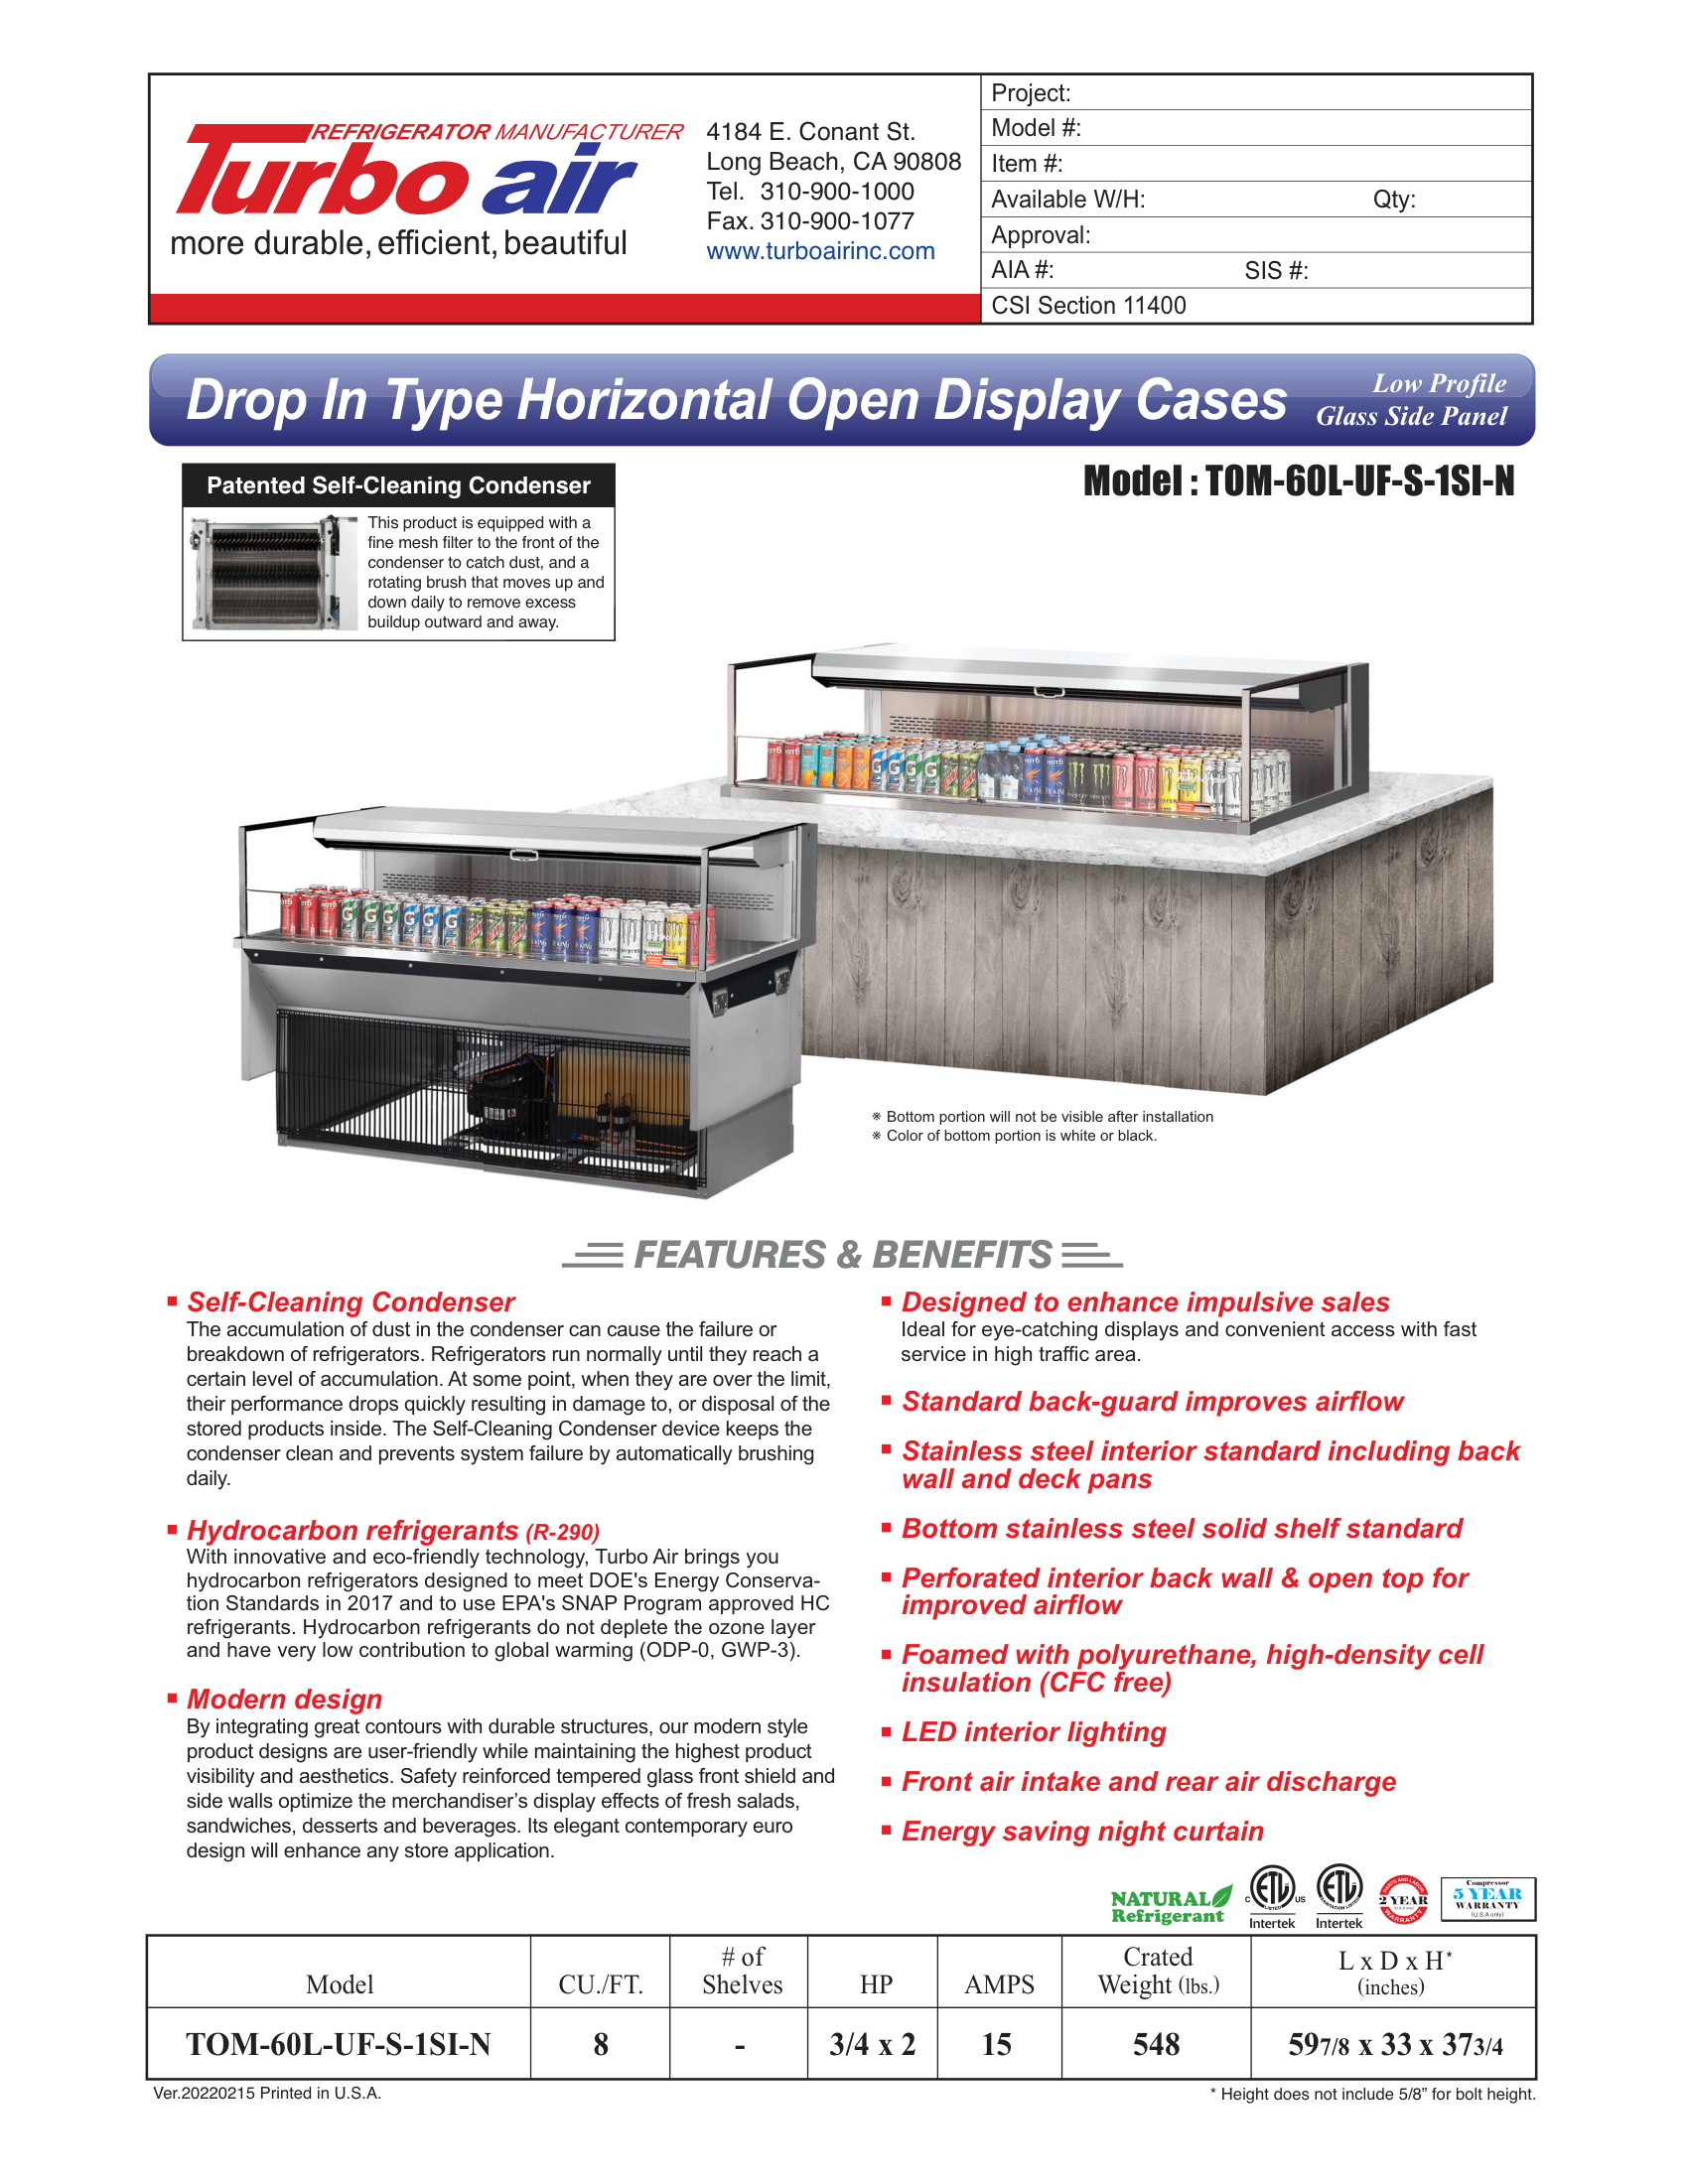 REFRIGERATOR MANUFACTURER
Turbo air
more durable, efficient, beautiful
4184 E. Conant St.
Long Beach, CA 90808
Tel. 310-900-1000
Fax. 310-900-1077
www.turboairinc.com
Project:
Model #:
Item #:
Available W/H: Qty:
Approval:
AIA #: SIS #:
CSI Section 11400
Drop In Type Horizontal Open Display Cases
Low Profile
Glass Side Panel
Patented Self-Cleaning Condenser
This product is equipped with a
fine mesh filter to the front of the
condenser to catch dust, and a
rotating brush that moves up and
down daily to remove excess
buildup outward and away.
Model : TOM-60L-UF-S-1SI-N
※ Bottom portion will not be visible after installation
※ Color of bottom portion is white or black.
FEATURES & BENEFITS
▪ Self-Cleaning Condenser
The accumulation of dust in the condenser can cause the failure or
breakdown of refrigerators. Refrigerators run normally until they reach a
certain level of accumulation. At some point, when they are over the limit,
their performance drops quickly resulting in damage to, or disposal of the
stored products inside. The Self-Cleaning Condenser device keeps the
condenser clean and prevents system failure by automatically brushing
daily.
▪ Hydrocarbon refrigerants (R-290)
With innovative and eco-friendly technology, Turbo Air brings you
hydrocarbon refrigerators designed to meet DOE's Energy Conserva-
tion Standards in 2017 and to use EPA's SNAP Program approved HC
refrigerants. Hydrocarbon refrigerants do not deplete the ozone layer
and have very low contribution to global warming (ODP-0, GWP-3).
▪ Modern design
By integrating great contours with durable structures, our modern style
product designs are user-friendly while maintaining the highest product
visibility and aesthetics. Safety reinforced tempered glass front shield and
side walls optimize the merchandiser’s display effects of fresh salads,
sandwiches, desserts and beverages. Its elegant contemporary euro
design will enhance any store application.
▪ Designed to enhance impulsive sales
Ideal for eye-catching displays and convenient access with fast
service in high traffic area.
▪ Standard back-guard improves airflow
▪ Stainless steel interior standard including back
wall and deck pans
▪ Bottom stainless steel solid shelf standard
▪ Perforated interior back wall & open top for
improved airflow
▪ Foamed with polyurethane, high-density cell
insulation (CFC free)
▪ LED interior lighting
▪ Front air intake and rear air discharge
▪ Energy saving night curtain
NATURAL
Refrigerant
C ETL US
LISTED
Intertek
ETL
SANITATION LISTED
Intertek
PARTS AND LABOR
2 YEAR
(U.S.A only)
WARRANTY
Compressor
5 YEAR
WARRANTY
(U.S.A only)
Model CU./FT. # of Shelves HP AMPS Crated Weight (lbs.) L x D x H* (inches)
TOM-60L-UF-S-1SI-N 8 - 3/4 x 2 15 548 597/8 x 33 x 373/4
Ver.20220215 Printed in U.S.A.
* Height does not include 5/8” for bolt height.